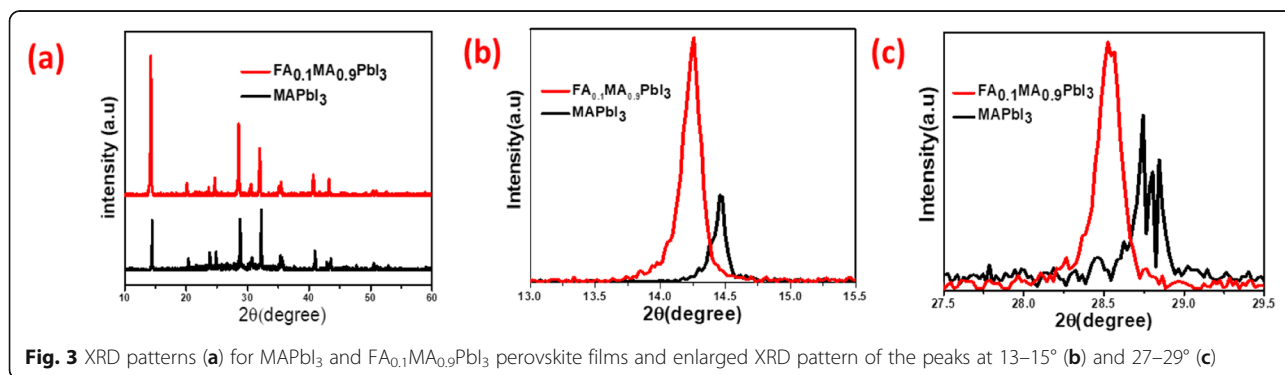 (a)
FA0.1MA0.9PbI3
MAPbI3
intensity (a.u)
10 20 30 40 50 60
2θ(degree)
(b)
FA0.1MA0.9PbI3
MAPbI3
Intensity(a.u)
13.0 13.5 14.0 14.5 15.0 15.5
2θ(degree)
(c)
FA0.1MA0.9PbI3
MAPbI3
Intensity(a.u)
27.5 28.0 28.5 29.0 29.5
2θ(degree)
Fig. 3 XRD patterns (a) for MAPbI3 and FA0.1MA0.9PbI3 perovskite films and enlarged XRD pattern of the peaks at 13–15° (b) and 27–29° (c)